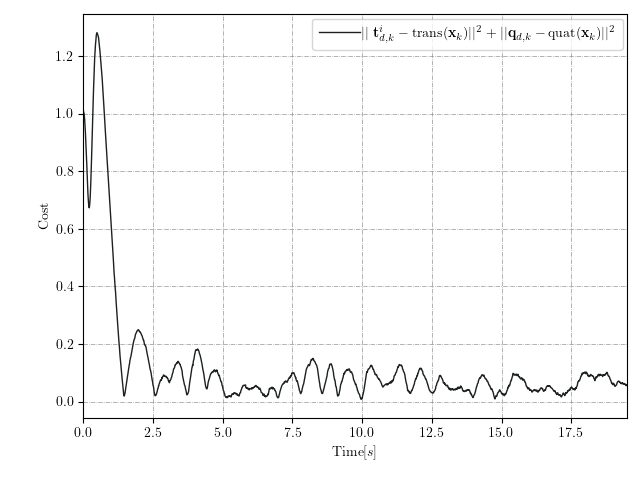 || t^i_{d,k} − trans(x_k)||^2 + ||q_{d,k} − quat(x_k)||^2
1.2
1.0
0.8
0.6
0.4
0.2
0.0
Cost
0.0 2.5 5.0 7.5 10.0 12.5 15.0 17.5
Time[s]